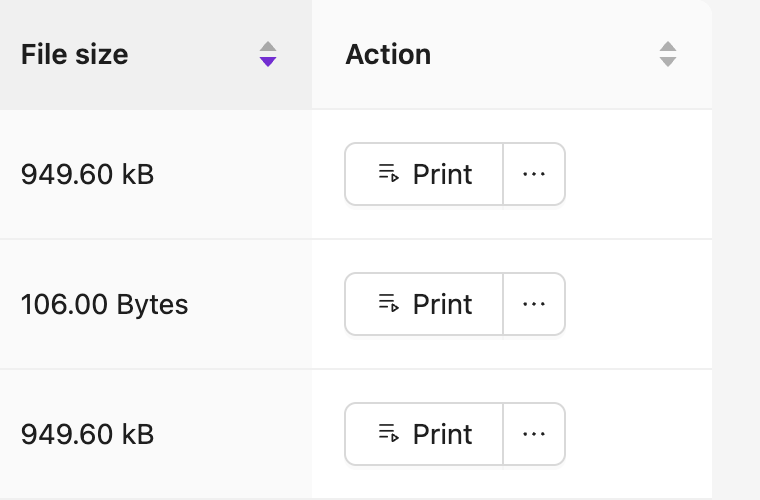 File size Action
949.60 kB Print ...
106.00 Bytes Print ...
949.60 kB Print ...